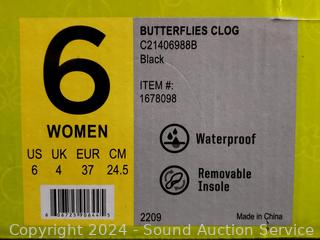 6
WOMEN
US UK EUR CM
6 4 37 24.5
BUTTERFLIES CLOG
C21406988B
Black
ITEM #:
1678098
Waterproof
Removable
Insole
2209
Made in China
Copyright 2024 - Sound Auction Service